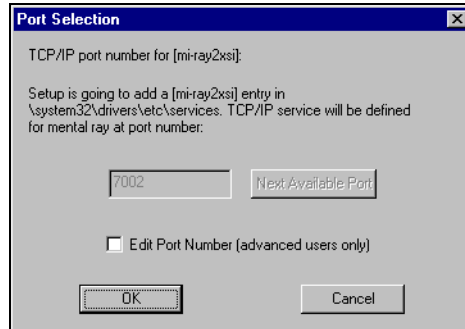 Port Selection
TCP/IP port number for [mi-ray2xsi]:
Setup is going to add a [mi-ray2xsi] entry in
\system32\drivers\etc\services. TCP/IP service will be defined
for mental ray at port number:
7002 Next Available Port
Edit Port Number (advanced users only)
OK Cancel